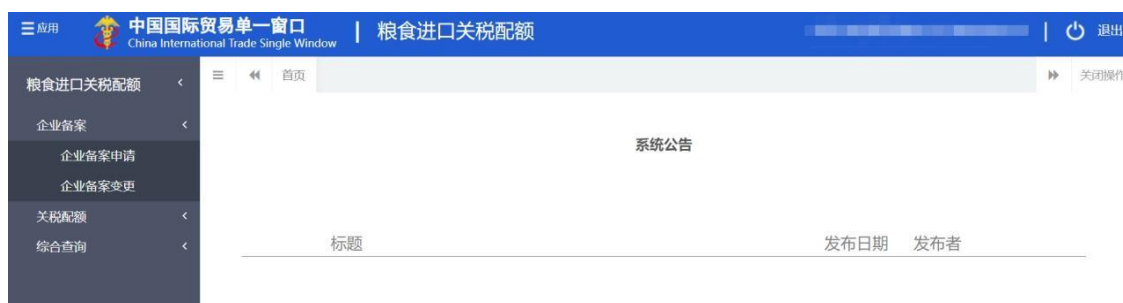 应用
中国国际贸易单一窗口
China International Trade Single Window
粮食进口关税配额
退出
粮食进口关税配额
首页
关闭操作
企业备案
系统公告
企业备案申请
企业备案变更
关税配额
综合查询
标题 发布日期 发布者